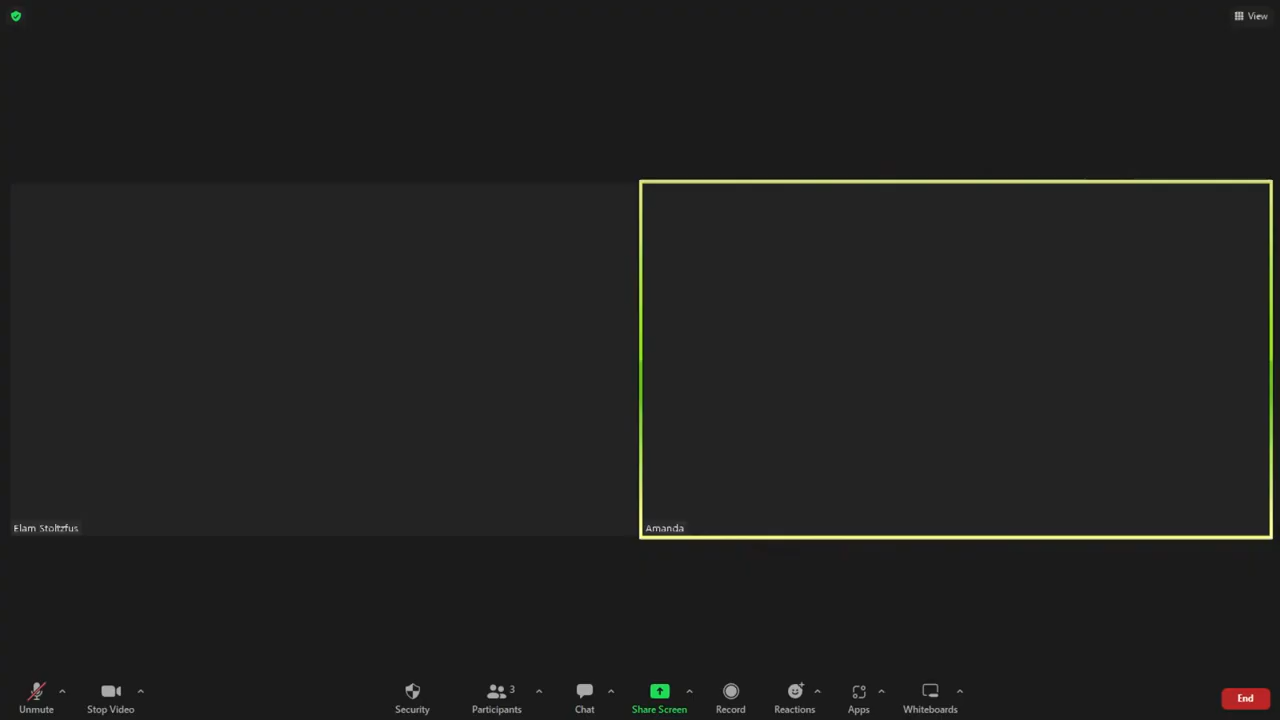 View
Elam Stoltzfus
Amanda
Unmute
Stop Video
Security
Participants
3
Chat
Share Screen
Record
Reactions
Apps
Whiteboards
End